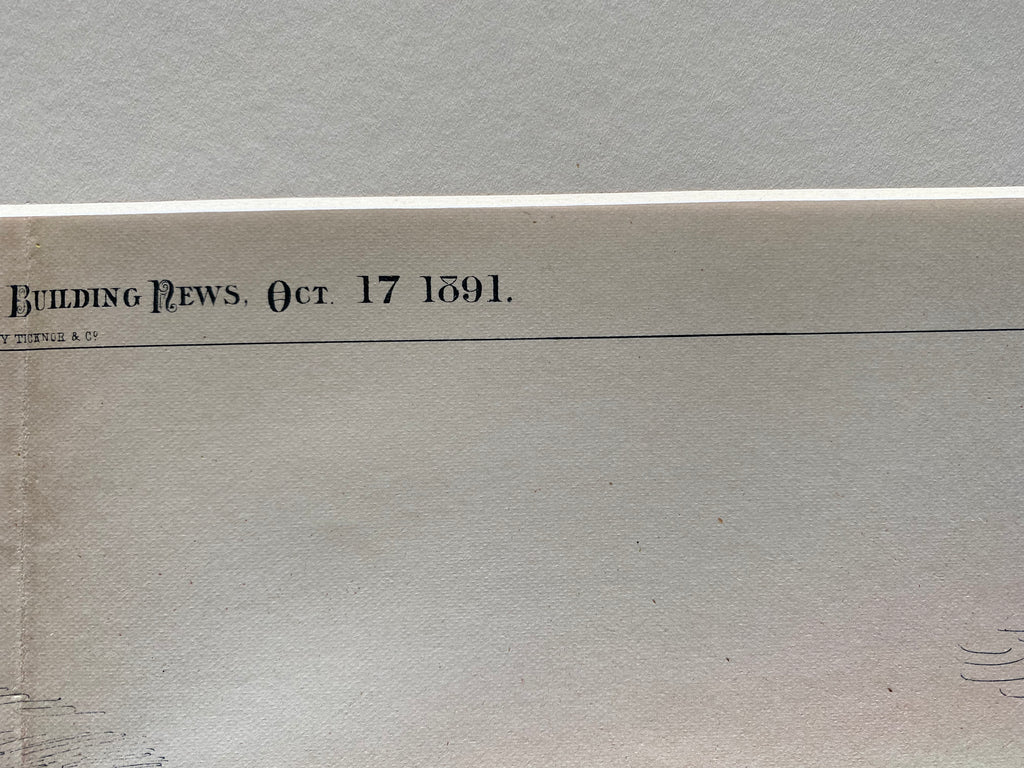 BUILDING NEWS, OCT. 17 1891.
Y TICKNOR & Cº